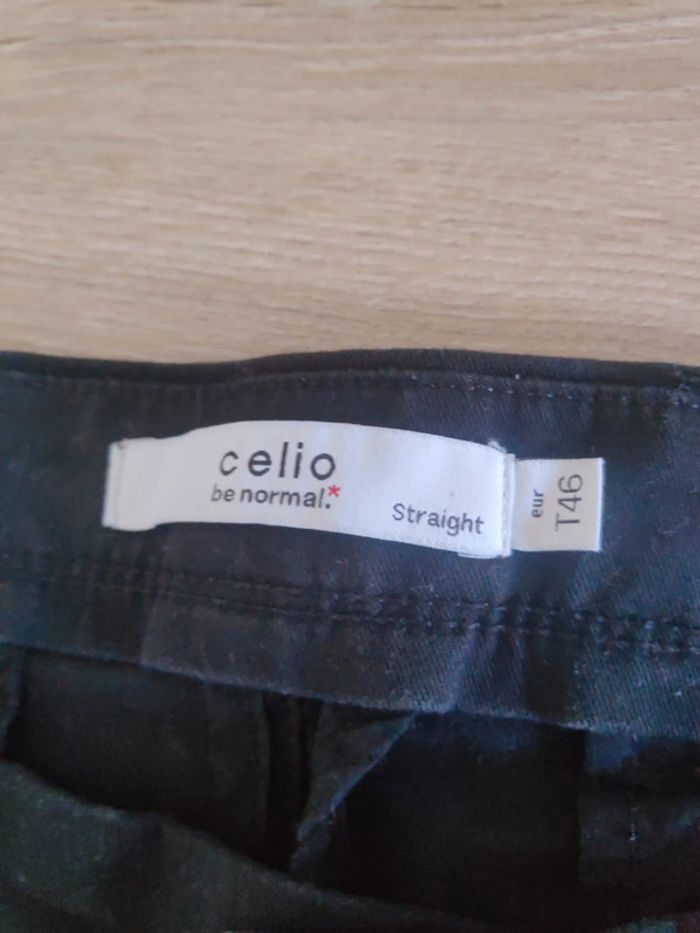 celio
be normal.*
Straight
eur
T46